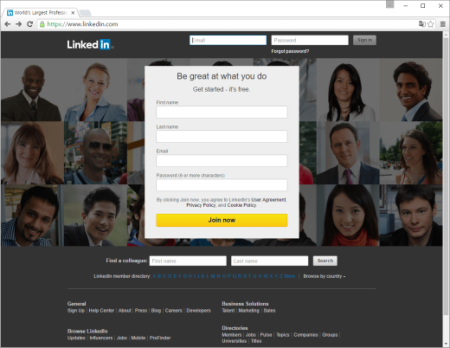 World's Largest Professio
https://www.linkedin.com
Linked in
Email
Password
Sign in
Forgot password?
Be great at what you do
Get started - it's free.
First name
Last name
Email
Password (6 or more characters)
By clicking Join now, you agree to LinkedIn's User Agreement
Privacy Policy, and Cookie Policy.
Join now
Find a colleague: First name Last name Search
LinkedIn member directory: Browse by country
General
Sign Up Help Center About Press Blog Careers Developers
Business Solutions
Talent Marketing Sales
Browse LinkedIn
Updates Influencers Jobs Mobile ProFinder
Directories
Members Jobs Pulse Topics Companies Groups
Universities Titles